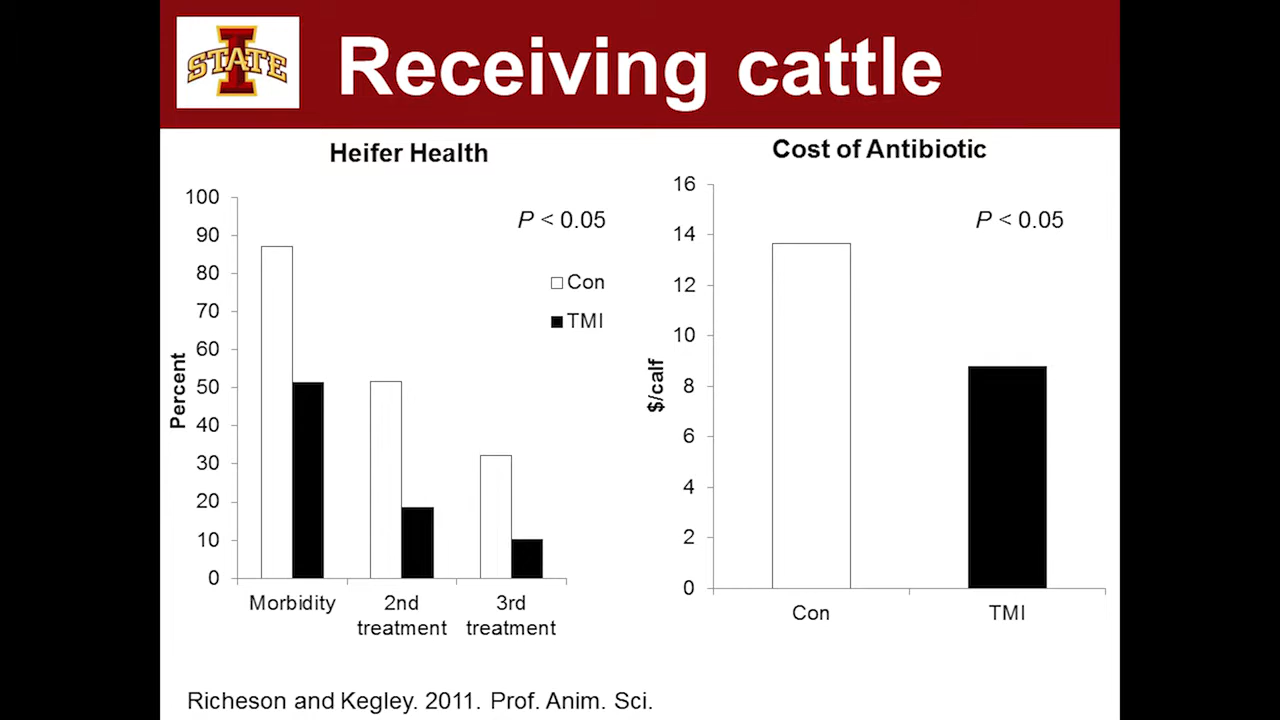 STATE
Receiving cattle
Heifer Health
100
90
80
70
60
50
40
30
20
10
0
Percent
P < 0.05
Con
TMI
Morbidity
2nd
treatment
3rd
treatment
Cost of Antibiotic
16
14
12
10
8
6
4
2
0
$/calf
P < 0.05
Con
TMI
Richeson and Kegley. 2011. Prof. Anim. Sci.